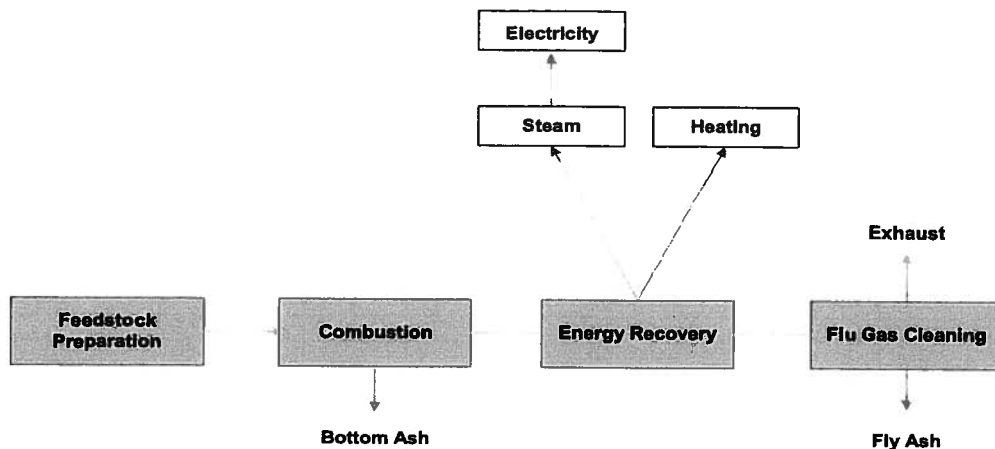 Electricity
Steam
Heating
Exhaust
Feedstock
Preparation
Combustion
Energy Recovery
Flu Gas Cleaning
Bottom Ash
Fly Ash